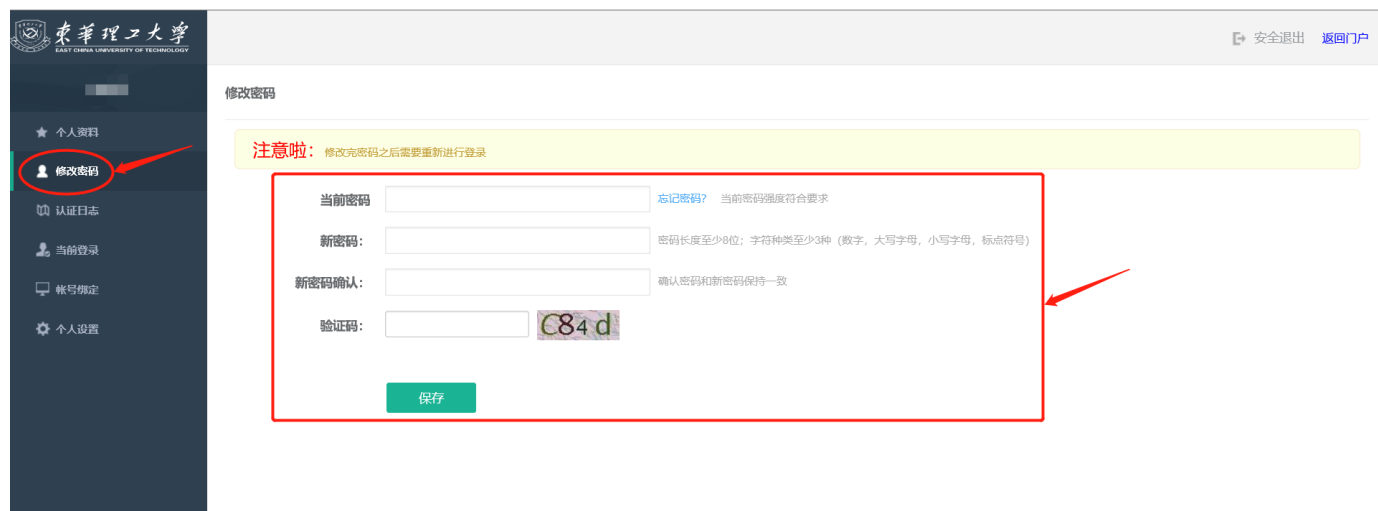 東華理工大學
EAST CHINA UNIVERSITY OF TECHNOLOGY
安全退出 返回门户
个人资料
修改密码
认证日志
当前登录
帐号绑定
个人设置
修改密码
注意啦：修改完密码之后需要重新进行登录
当前密码 忘记密码？ 当前密码强度符合要求
新密码： 密码长度至少8位；字符种类至少3种（数字，大写字母，小写字母，标点符号）
新密码确认： 确认密码和新密码保持一致
验证码： C84d
保存